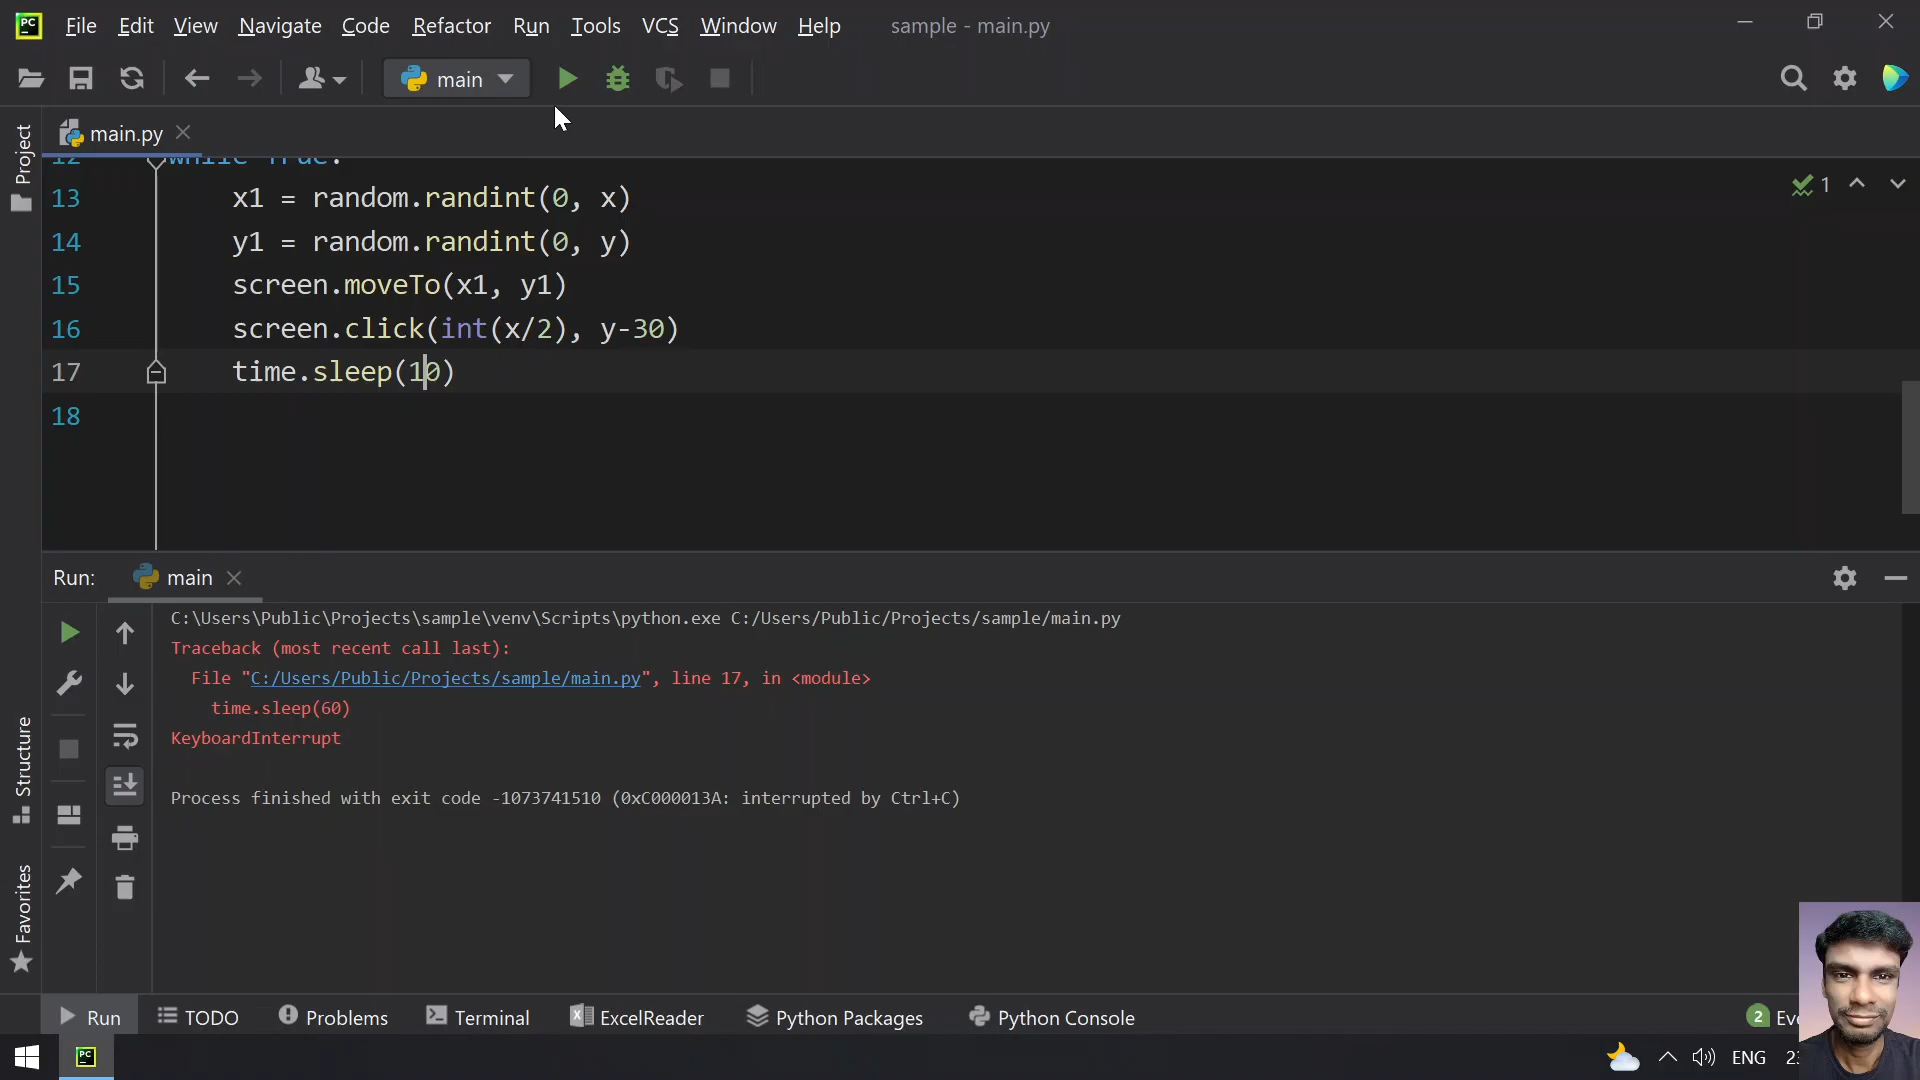 PC File Edit View Navigate Code Refactor Run Tools VCS Window Help sample - main.py
main
main.py
Project
12 while True:
13 x1 = random.randint(0, x)
14 y1 = random.randint(0, y)
15 screen.moveTo(x1, y1)
16 screen.click(int(x/2), y-30)
17 time.sleep(10)
18
1
Run: main
C:\Users\Public\Projects\sample\venv\Scripts\python.exe C:/Users/Public/Projects/sample/main.py
Traceback (most recent call last):
File "C:/Users/Public/Projects/sample/main.py", line 17, in <module>
time.sleep(60)
KeyboardInterrupt
Process finished with exit code -1073741510 (0xC000013A: interrupted by Ctrl+C)
Structure
Favorites
Run TODO Problems Terminal ExcelReader Python Packages Python Console 2
PC ENG